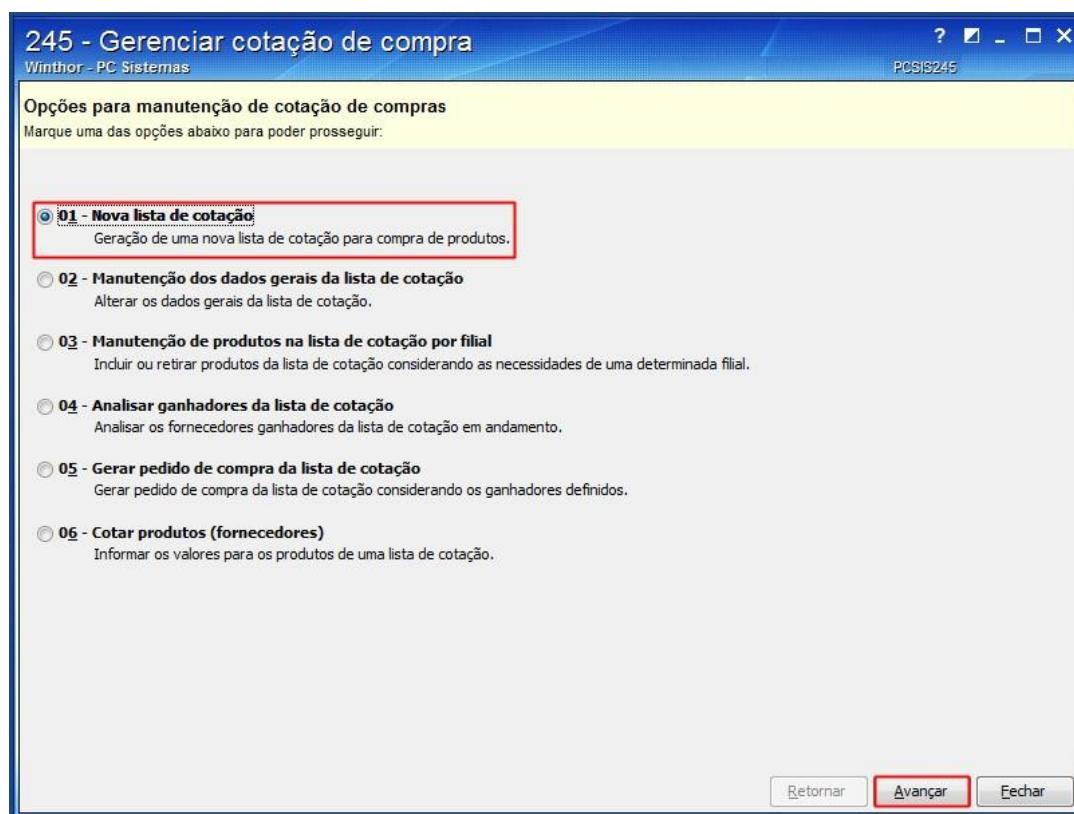 245 - Gerenciar cotação de compra
Winthor - PC Sistemas
PCSIS245
Opções para manutenção de cotação de compras
Marque uma das opções abaixo para poder prosseguir:
01 - Nova lista de cotação
Geração de uma nova lista de cotação para compra de produtos.
02 - Manutenção dos dados gerais da lista de cotação
Alterar os dados gerais da lista de cotação.
03 - Manutenção de produtos na lista de cotação por filial
Incluir ou retirar produtos da lista de cotação considerando as necessidades de uma determinada filial.
04 - Analisar ganhadores da lista de cotação
Analisar os fornecedores ganhadores da lista de cotação em andamento.
05 - Gerar pedido de compra da lista de cotação
Gerar pedido de compra da lista de cotação considerando os ganhadores definidos.
06 - Cotar produtos (fornecedores)
Informar os valores para os produtos de uma lista de cotação.
Retornar Avançar Fechar